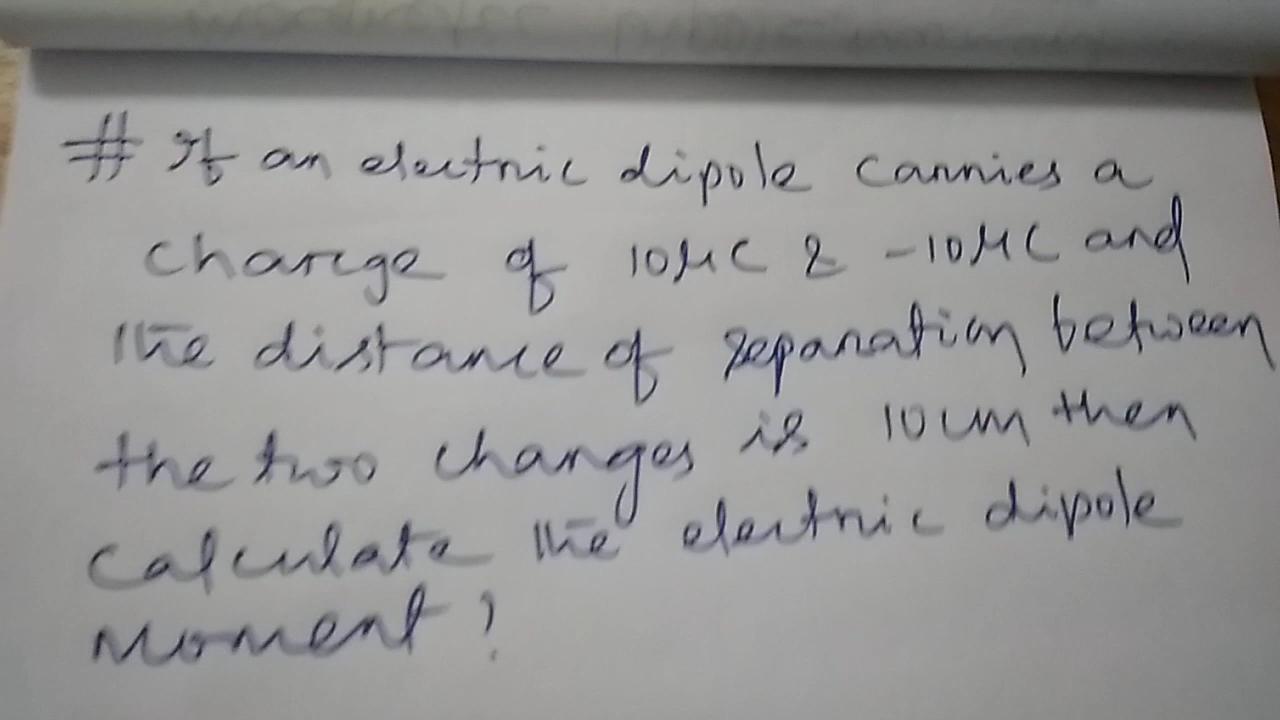 # If an electric dipole carries a
charge of 10μC & -10μC and
the distance of separation between
the two charges is 10cm then
calculate the electric dipole
moment?